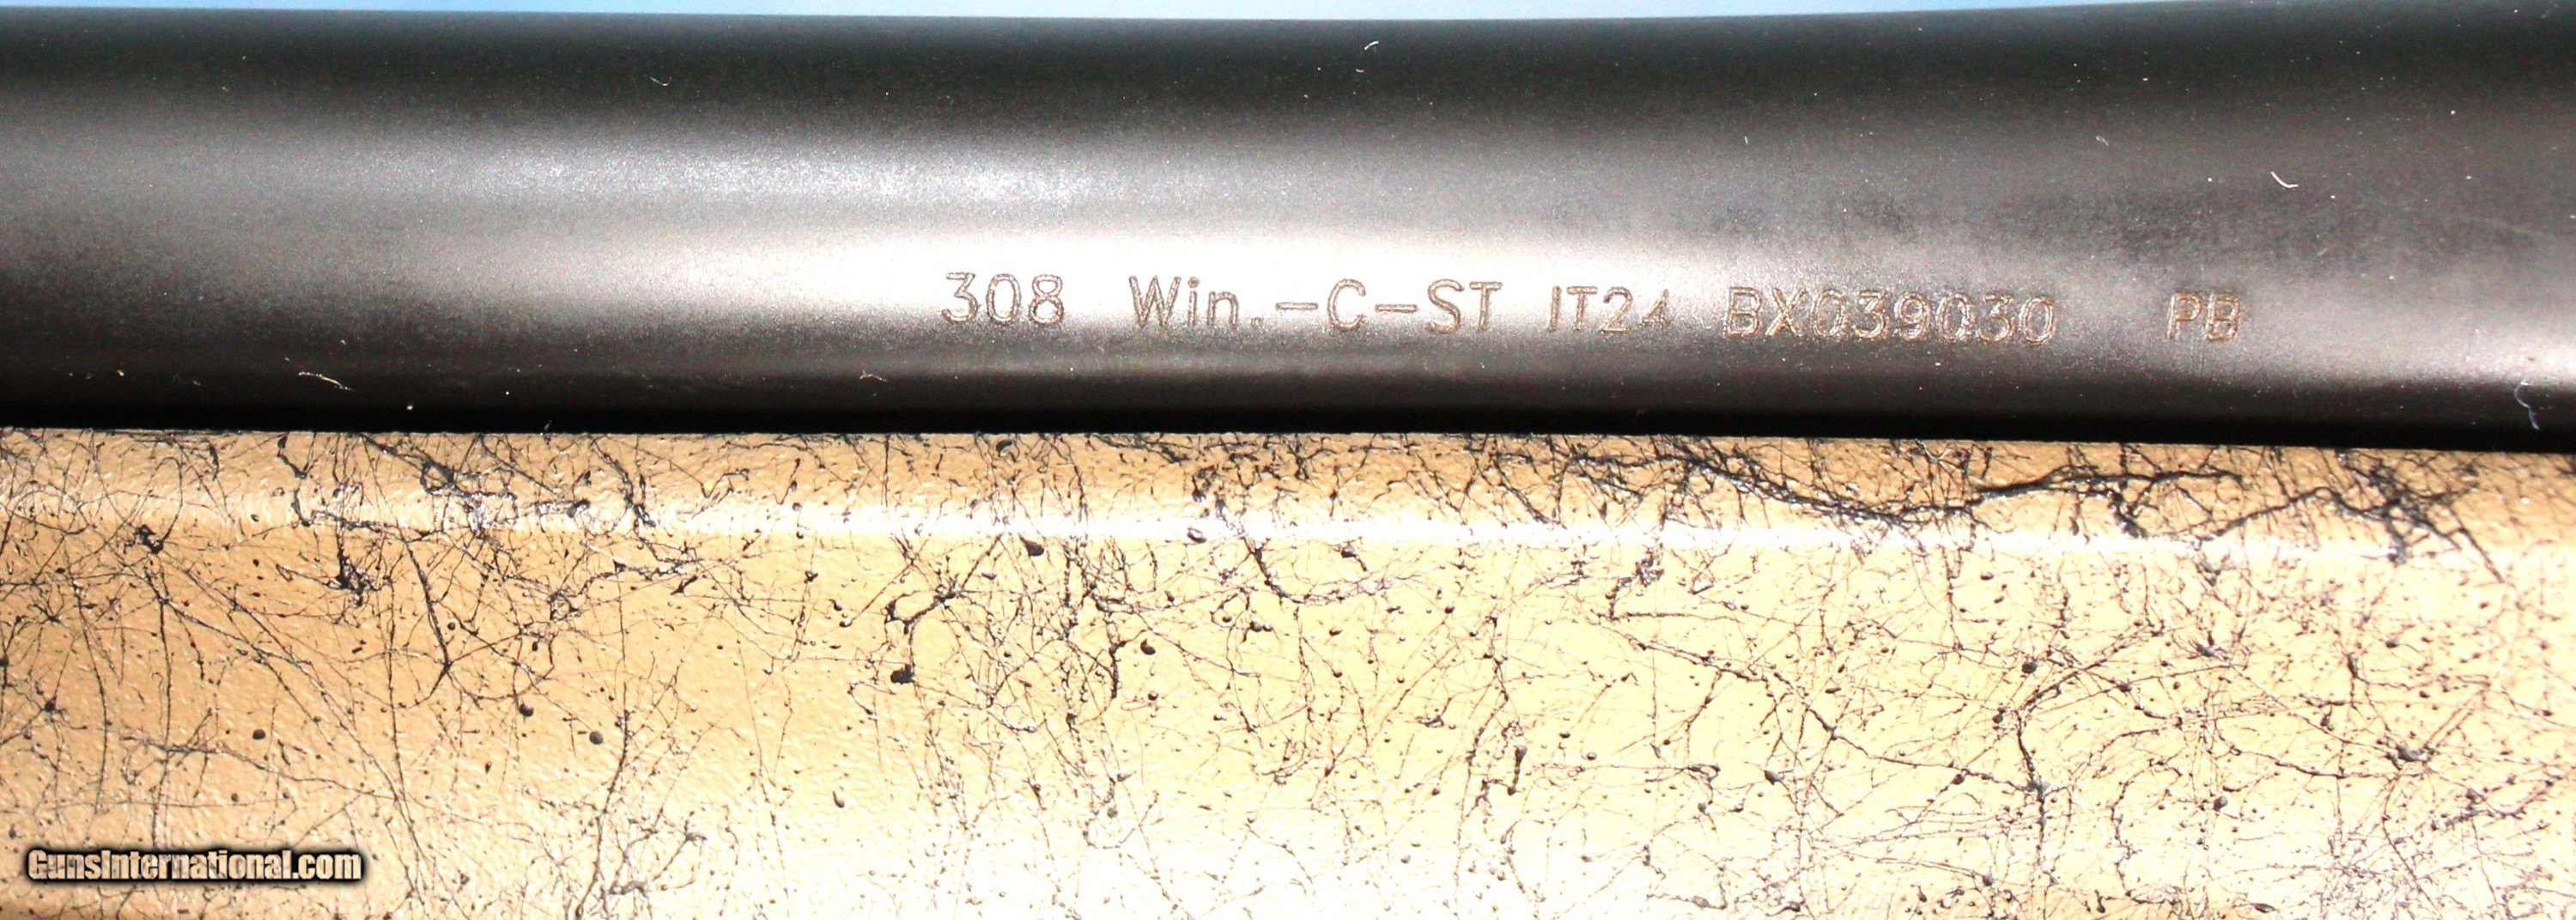 308 Win.-C-ST IT24 BX039030 PB
GunsInternational.com